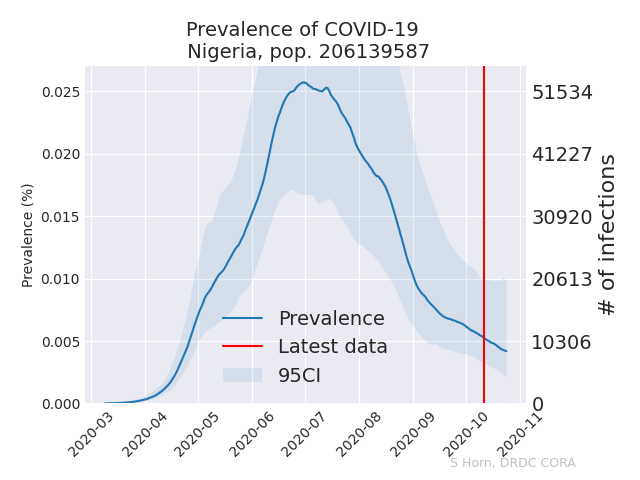 Prevalence of COVID-19
Nigeria, pop. 206139587
0.025
0.020
0.015
0.010
0.005
0.000
Prevalence (%)
51534
41227
30920
20613
10306
0
# of infections
Prevalence
Latest data
95CI
2020-03
2020-04
2020-05
2020-06
2020-07
2020-08
2020-09
2020-10
2020-11
S Horn, DRDC CORA